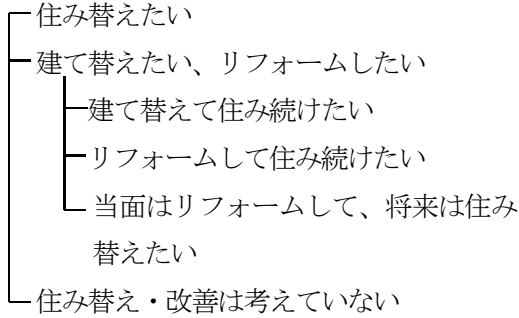 住み替えたい
建て替えたい、リフォームしたい
建て替えて住み続けたい
リフォームして住み続けたい
当面はリフォームして、将来は住み
替えたい
住み替え・改善は考えていない